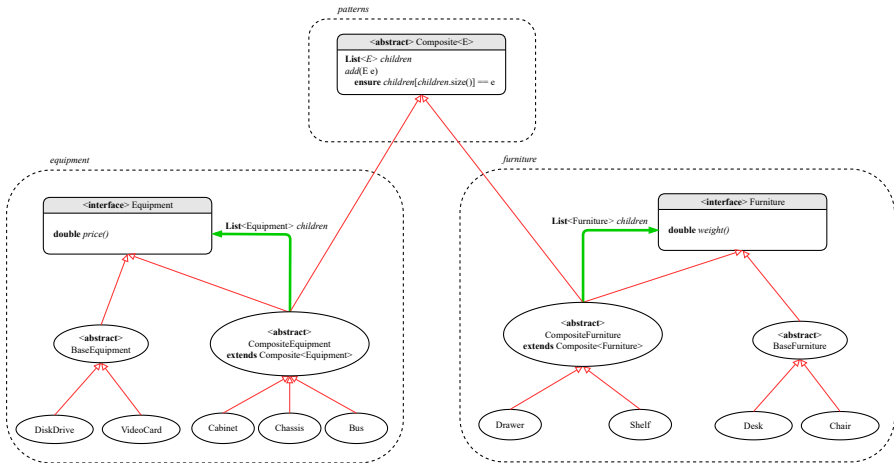 patterns
<abstract> Composite<E>
List<E> children
add(E e)
ensure children[children.size()] == e
equipment
<interface> Equipment
double price()
List<Equipment> children
<abstract>
BaseEquipment
<abstract>
CompositeEquipment
extends Composite<Equipment>
DiskDrive
VideoCard
Cabinet
Chassis
Bus
furniture
List<Furniture> children
<interface> Furniture
double weight()
<abstract>
CompositeFurniture
extends Composite<Furniture>
<abstract>
BaseFurniture
Drawer
Shelf
Desk
Chair